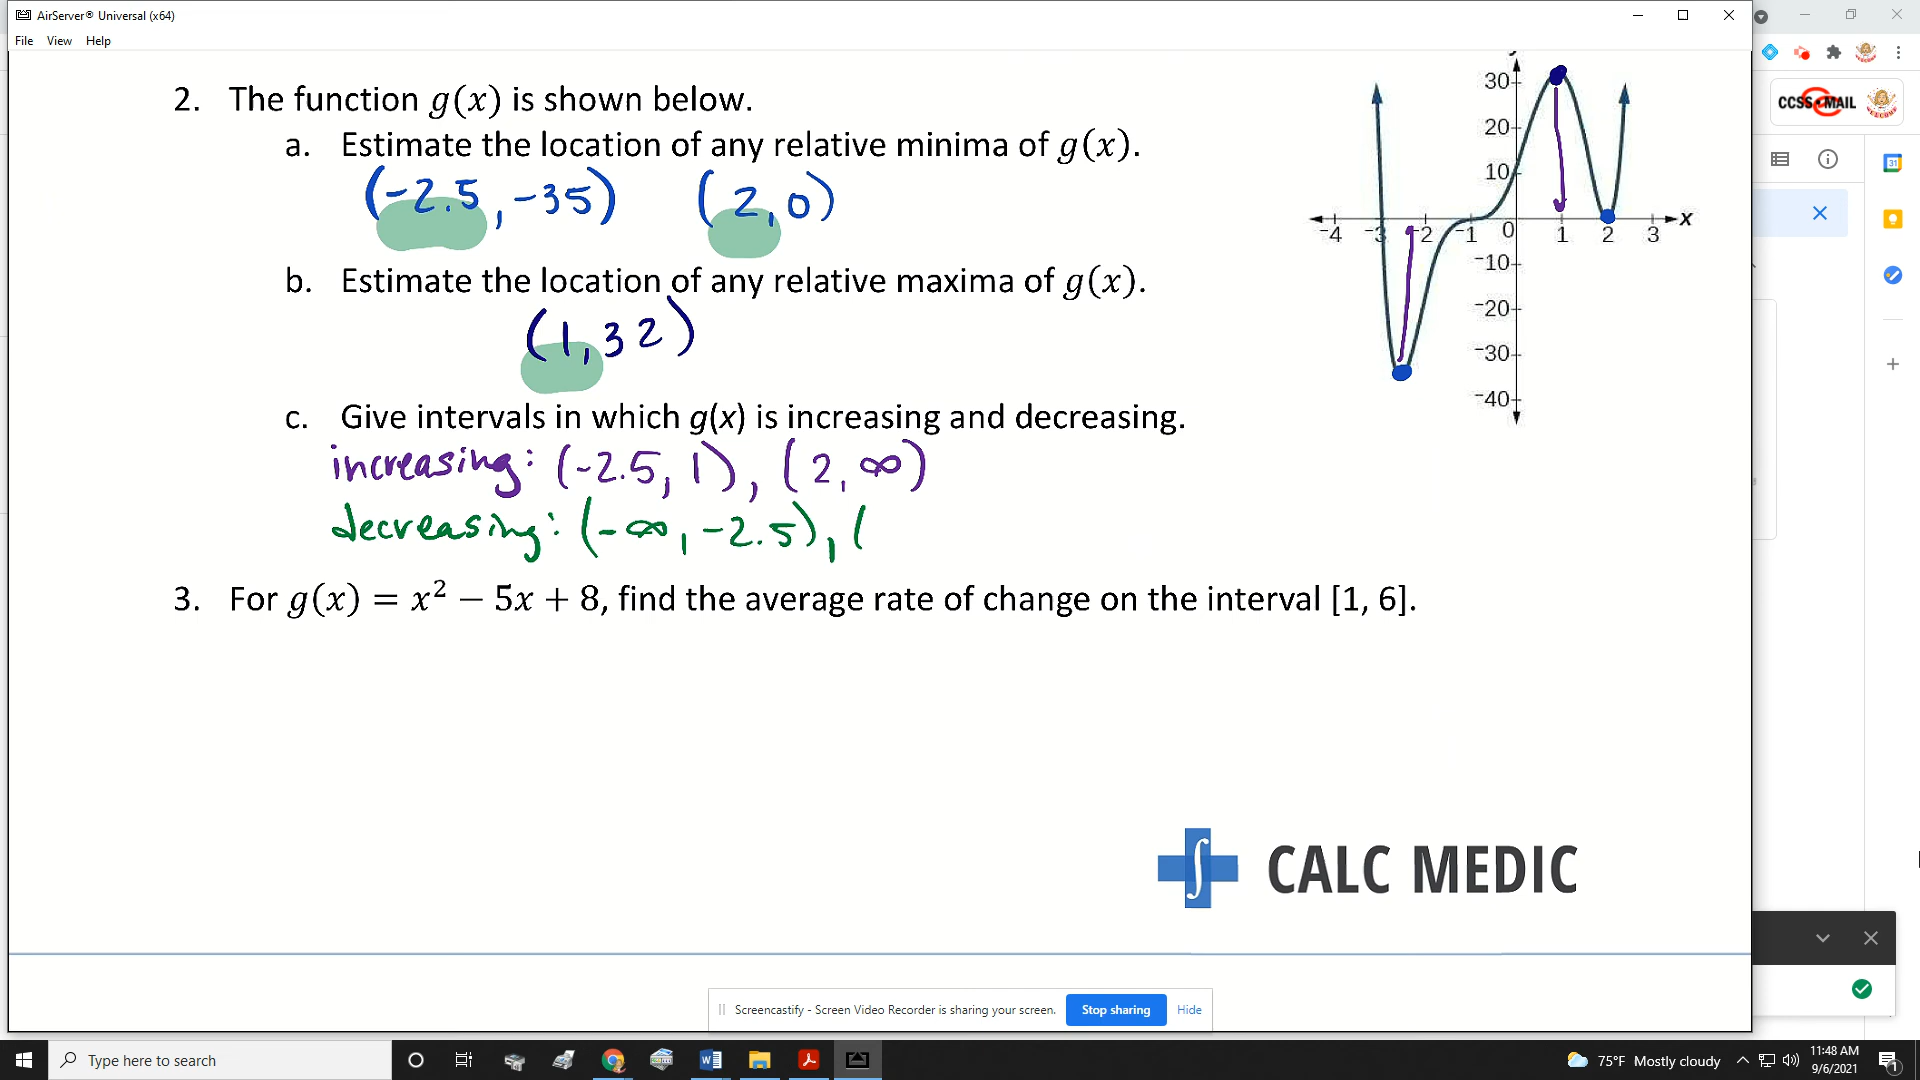 AirServer® Universal (x64)
File View Help
2. The function g(x) is shown below.
a. Estimate the location of any relative minima of g(x).
(-2.5, -35) (2,0)
b. Estimate the location of any relative maxima of g(x).
(1,32)
c. Give intervals in which g(x) is increasing and decreasing.
increasing: (-2.5, 1), (2, ∞)
decreasing: (-∞, -2.5), (
3. For g(x) = x² − 5x + 8, find the average rate of change on the interval [1, 6].
30
20
10
-4 -3 -2 -1 0 1 2 3 x
-10
-20
-30
-40
CCSS MAIL
31
CALC MEDIC
Screencastify - Screen Video Recorder is sharing your screen. Stop sharing Hide
Type here to search
75°F Mostly cloudy
11:48 AM
9/6/2021
1